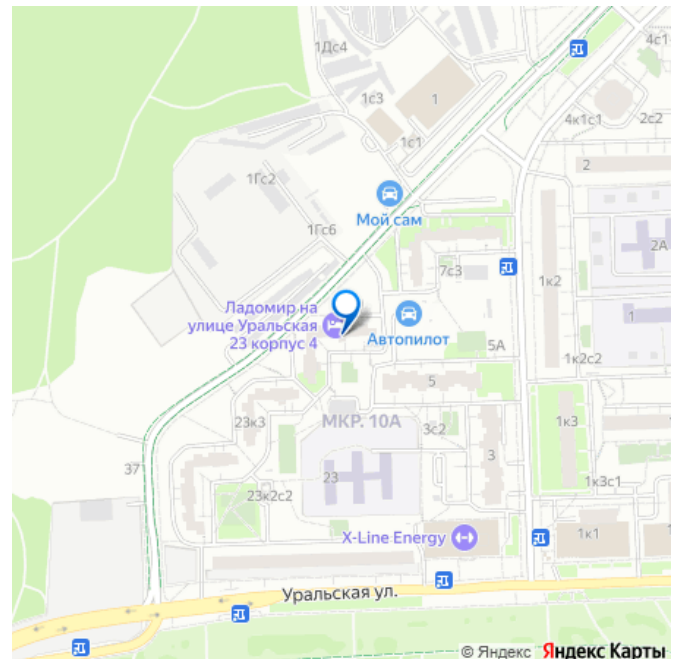 4с1
1Дс4
1с3
1
4к1с1
2с2
1с1
2
1Гс2
Мой сам
2А
1Гс6
7с3
1к2
Ладомир на
улице Уральская
23 корпус 4
Автопилот
1
5А
1к2с2
5
МКР. 10А
23к3
3с2
1к3
3
37
23
23к2с2
1к3с1
X-Line Energy
1к1
Уральская ул.
© Яндекс Яндекс Карты